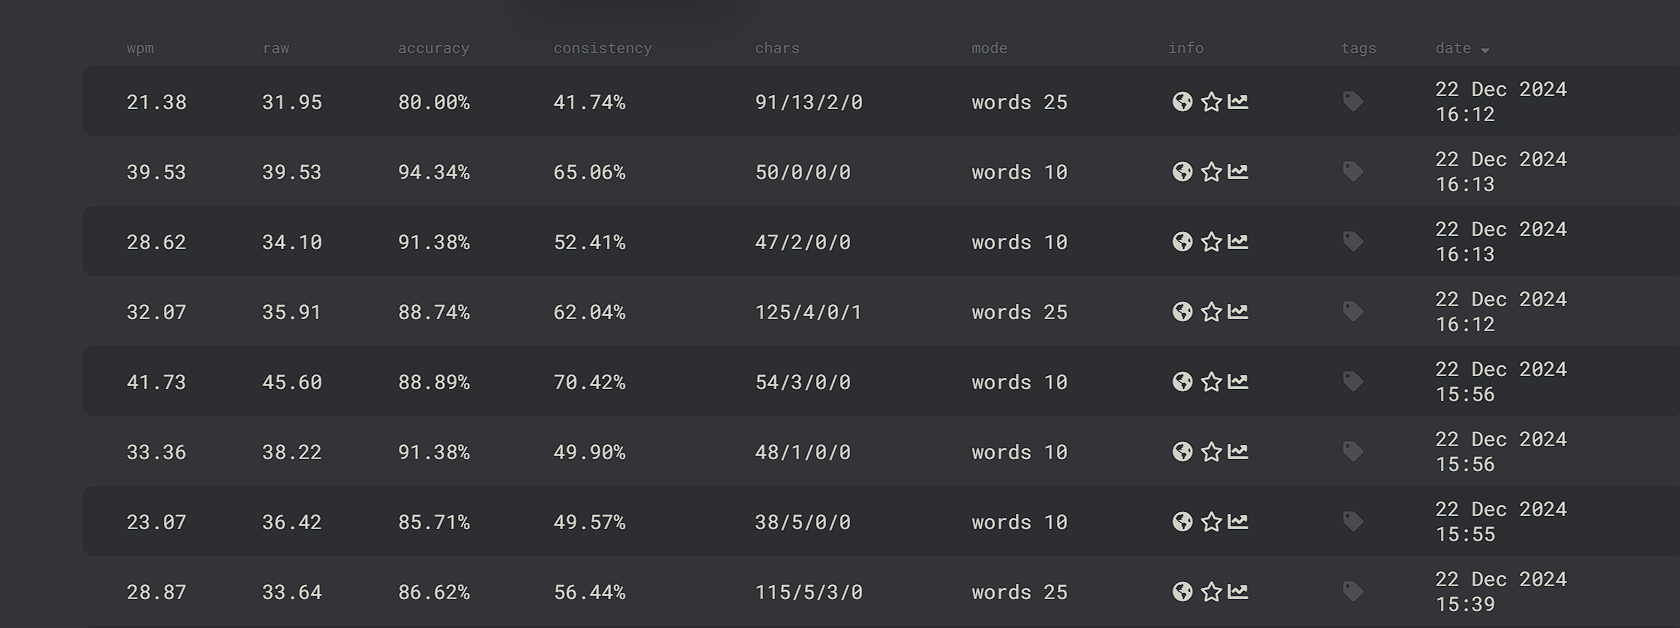 wpm raw accuracy consistency chars mode info tags date
21.38 31.95 80.00% 41.74% 91/13/2/0 words 25 22 Dec 2024
16:12
39.53 39.53 94.34% 65.06% 50/0/0/0 words 10 22 Dec 2024
16:13
28.62 34.10 91.38% 52.41% 47/2/0/0 words 10 22 Dec 2024
16:13
32.07 35.91 88.74% 62.04% 125/4/0/1 words 25 22 Dec 2024
16:12
41.73 45.60 88.89% 70.42% 54/3/0/0 words 10 22 Dec 2024
15:56
33.36 38.22 91.38% 49.90% 48/1/0/0 words 10 22 Dec 2024
15:56
23.07 36.42 85.71% 49.57% 38/5/0/0 words 10 22 Dec 2024
15:55
28.87 33.64 86.62% 56.44% 115/5/3/0 words 25 22 Dec 2024
15:39